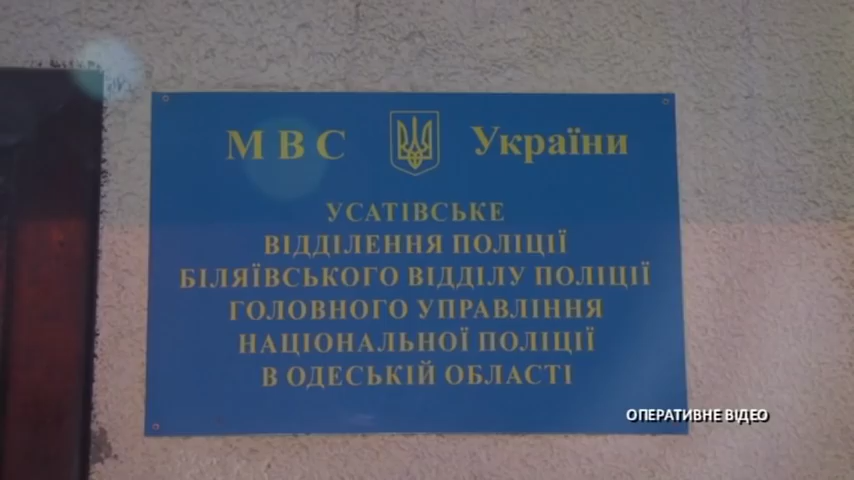 МВС України
УСАТІВСЬКЕ
ВІДДІЛЕННЯ ПОЛІЦІЇ
БІЛЯЇВСЬКОГО ВІДДІЛУ ПОЛІЦІЇ
ГОЛОВНОГО УПРАВЛІННЯ
НАЦІОНАЛЬНОЇ ПОЛІЦІЇ
В ОДЕСЬКІЙ ОБЛАСТІ
ОПЕРАТИВНЕ ВІДЕО